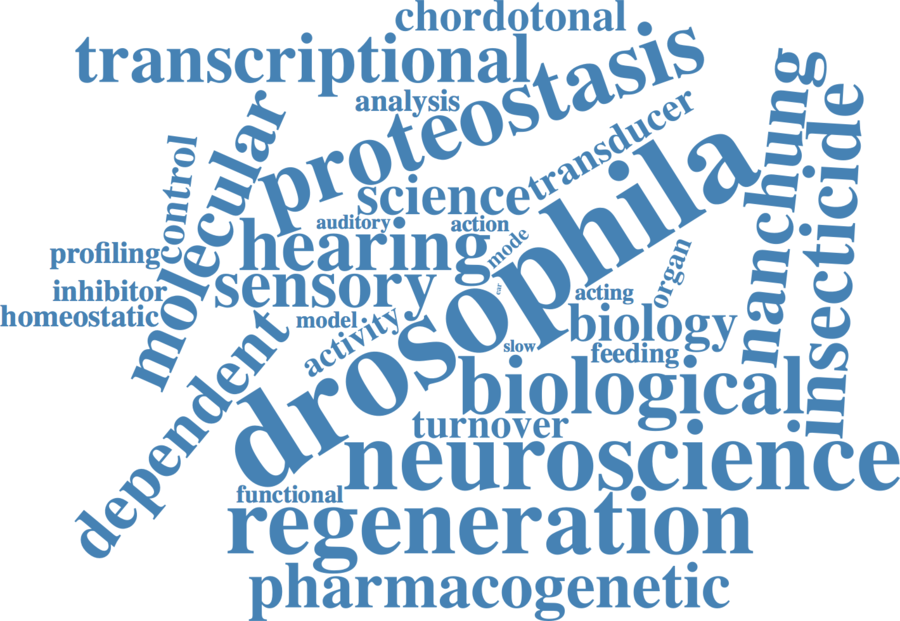 chordotonal
transcriptional
analysis
proteostasis
transducer
molecular
control
science
auditory
action
hearing
mode
drosophila
nanchung
insecticide
profiling
inhibitor
homeostatic
sensory
ear
organ
acting
model
activity
biology
slow
feeding
dependent
biological
turnover
neuroscience
functional
regeneration
pharmacogenetic